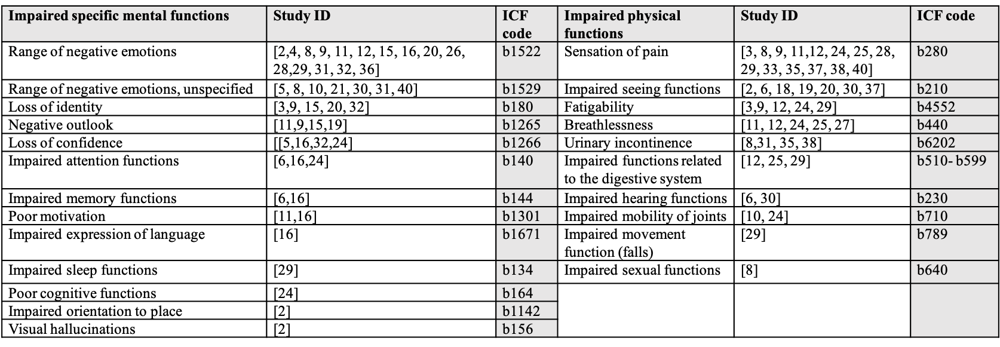 Impaired specific mental functions Study ID ICF code Impaired physical functions Study ID ICF code
Range of negative emotions [2,4, 8, 9, 11, 12, 15, 16, 20, 26, 28,29, 31, 32, 36] b1522 Sensation of pain [3, 8, 9, 11,12, 24, 25, 28, 29, 33, 35, 37, 38, 40] b280
Range of negative emotions, unspecified [5, 8, 10, 21, 30, 31, 40] b1529 Impaired seeing functions [2, 6, 18, 19, 20, 30, 37] b210
Loss of identity [3,9, 15, 20, 32] b180 Fatigability [3,9, 12, 24, 29] b4552
Negative outlook [11,9,15,19] b1265 Breathlessness [11, 12, 24, 25, 27] b440
Loss of confidence [[5,16,32,24] b1266 Urinary incontinence [8,31, 35, 38] b6202
Impaired attention functions [6,16,24] b140 Impaired functions related to the digestive system [12, 25, 29] b510- b599
Impaired memory functions [6,16] b144 Impaired hearing functions [6, 30] b230
Poor motivation [11,16] b1301 Impaired mobility of joints [10, 24] b710
Impaired expression of language [16] b1671 Impaired movement function (falls) [29] b789
Impaired sleep functions [29] b134 Impaired sexual functions [8] b640
Poor cognitive functions [24] b164
Impaired orientation to place [2] b1142
Visual hallucinations [2] b156